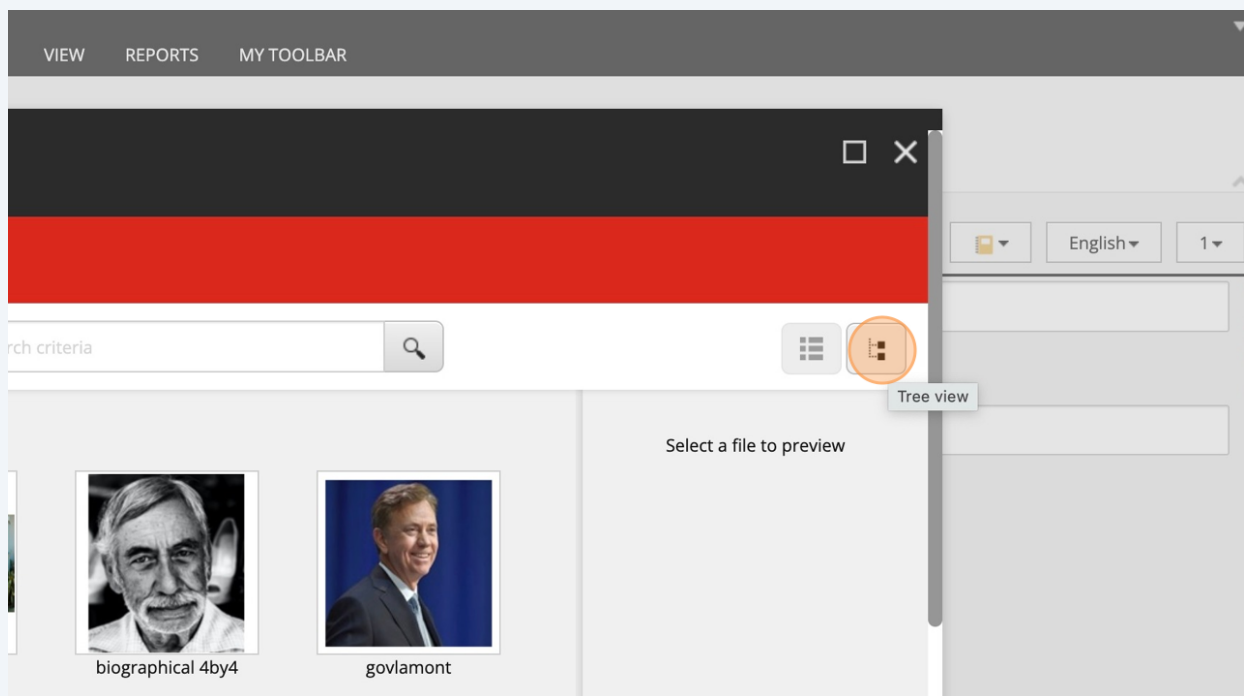 VIEW REPORTS MY TOOLBAR
English 1
rch criteria
Tree view
Select a file to preview
biographical 4by4 govlamont